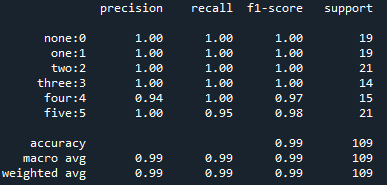 precision recall f1-score support
none:0 1.00 1.00 1.00 19
one:1 1.00 1.00 1.00 19
two:2 1.00 1.00 1.00 21
three:3 1.00 1.00 1.00 14
four:4 0.94 1.00 0.97 15
five:5 1.00 0.95 0.98 21
accuracy 0.99 109
macro avg 0.99 0.99 0.99 109
weighted avg 0.99 0.99 0.99 109